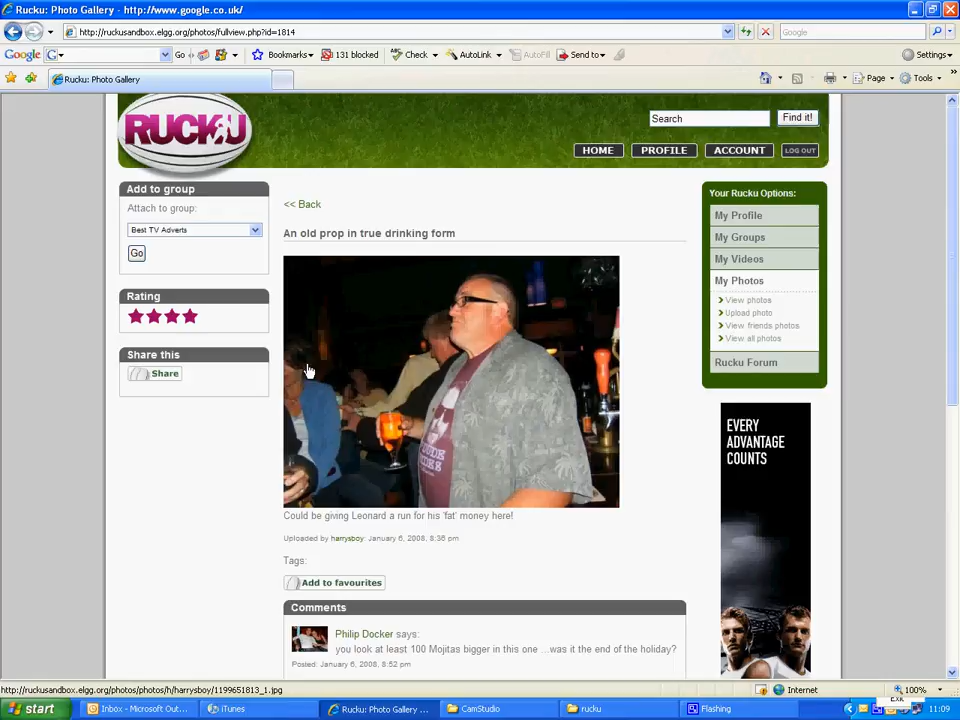 Rucku: Photo Gallery - http://www.google.co.uk/
http://ruckusandbox.elgg.org/photos/fullview.php?id=1814
Google
Google
Go
Bookmarks
131 blocked
Check
AutoLink
AutoFill
Send to
Settings
Rucku: Photo Gallery
Page
Tools
RUCKU
Search
Find it!
HOME
PROFILE
ACCOUNT
LOG OUT
Add to group
Attach to group:
Best TV Adverts
Go
Rating
Share this
Share
<< Back
An old prop in true drinking form
Could be giving Leonard a run for his 'fat' money here!
Uploaded by harrysboy: January 6, 2008, 8:36 pm
Tags:
Add to favourites
Comments
Philip Docker says:
you look at least 100 Mojitas bigger in this one ...was it the end of the holiday?
Posted: January 6, 2008, 8:52 pm
Your Rucku Options:
My Profile
My Groups
My Videos
My Photos
View photos
Upload photo
View friends photos
View all photos
Rucku Forum
EVERY
ADVANTAGE
COUNTS
http://ruckusandbox.elgg.org/photos/photos/h/harrysboy/1199651813_1.jpg
Internet
100%
start
Inbox - Microsoft Out...
iTunes
Rucku: Photo Gallery ...
CamStudio
rucku
Flashing
11:09